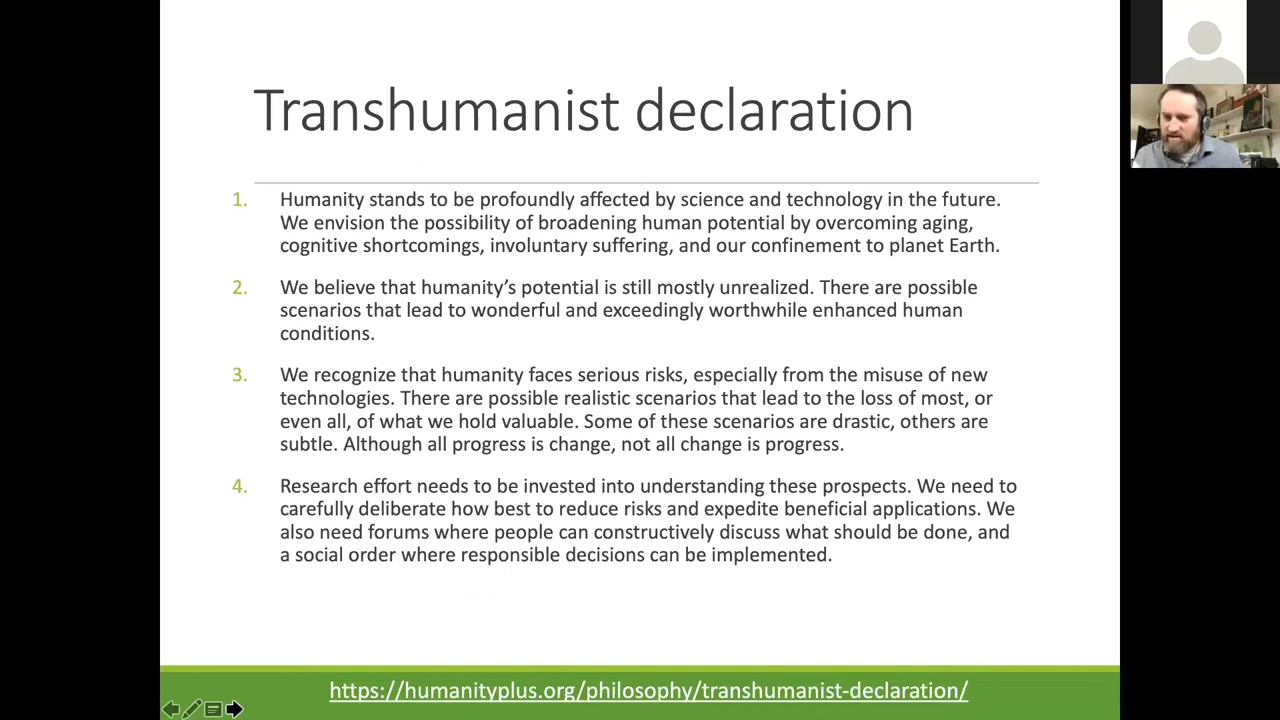 Transhumanist declaration
1. Humanity stands to be profoundly affected by science and technology in the future.
We envision the possibility of broadening human potential by overcoming aging,
cognitive shortcomings, involuntary suffering, and our confinement to planet Earth.
2. We believe that humanity’s potential is still mostly unrealized. There are possible
scenarios that lead to wonderful and exceedingly worthwhile enhanced human
conditions.
3. We recognize that humanity faces serious risks, especially from the misuse of new
technologies. There are possible realistic scenarios that lead to the loss of most, or
even all, of what we hold valuable. Some of these scenarios are drastic, others are
subtle. Although all progress is change, not all change is progress.
4. Research effort needs to be invested into understanding these prospects. We need to
carefully deliberate how best to reduce risks and expedite beneficial applications. We
also need forums where people can constructively discuss what should be done, and
a social order where responsible decisions can be implemented.
https://humanityplus.org/philosophy/transhumanist-declaration/